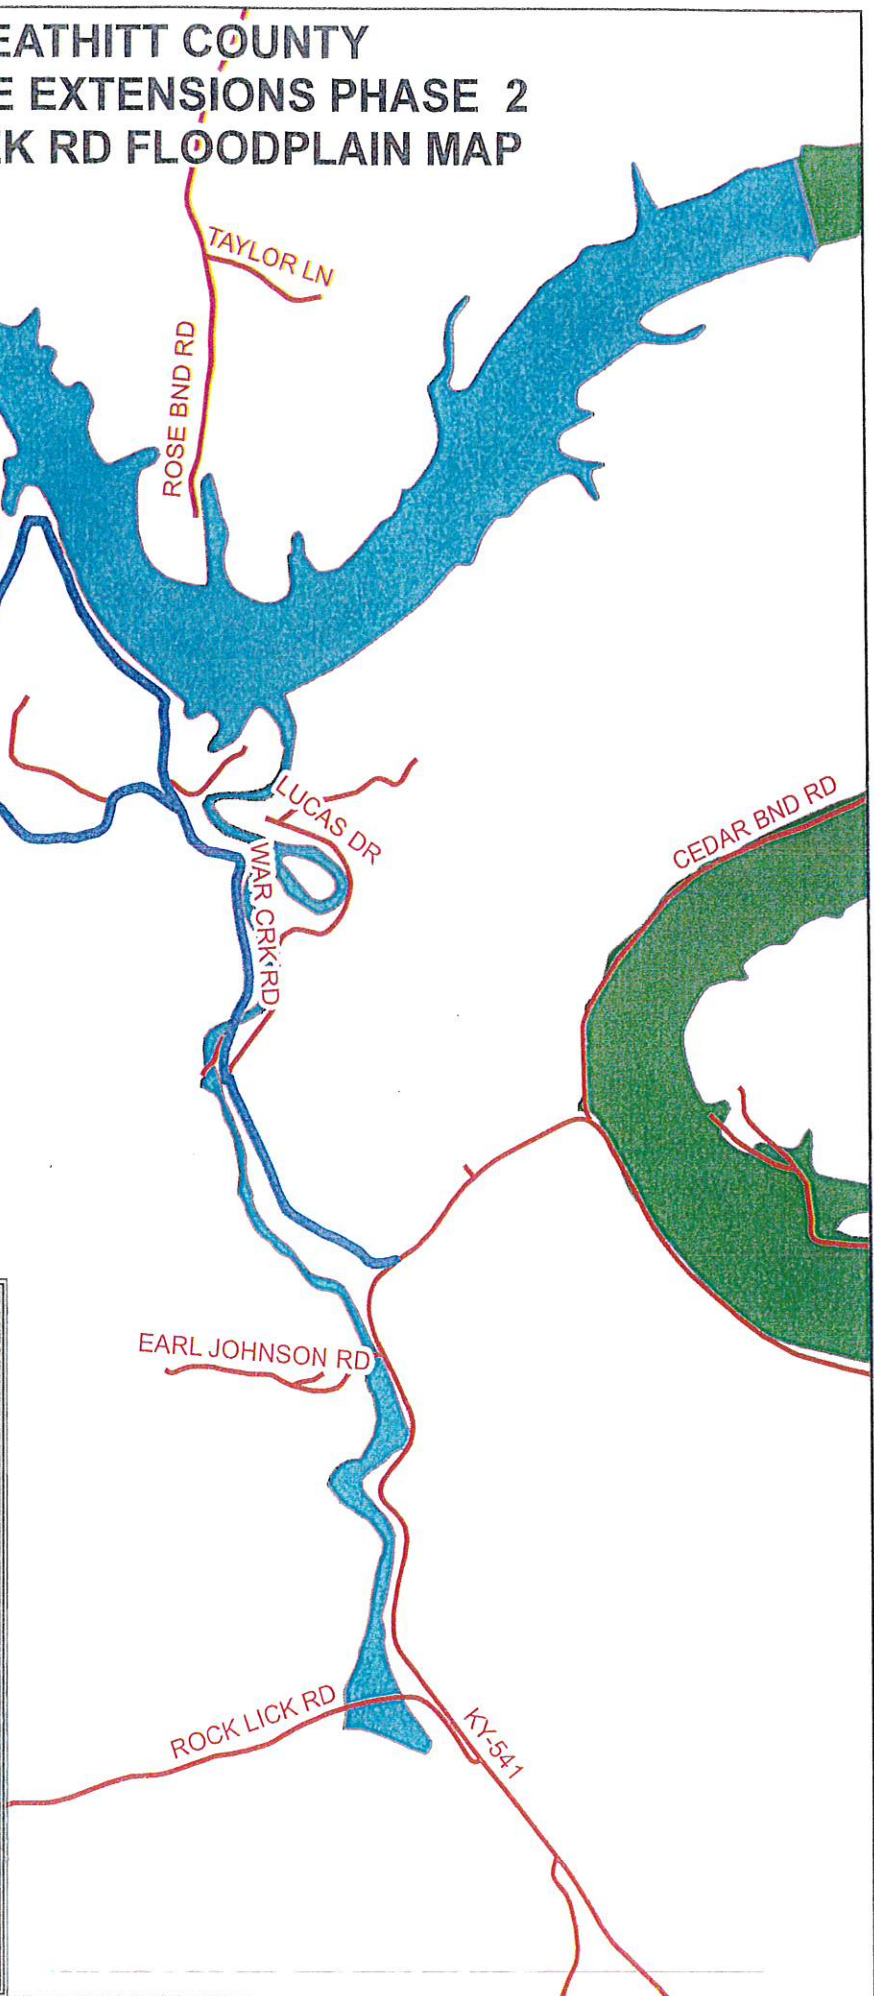 EATHITT COUNTY
E EXTENSIONS PHASE 2
EK RD FLOODPLAIN MAP
TAYLOR LN
ROSE BND RD
LUCAS DR
CEDAR BND RD
WAR CRK RD
EARL JOHNSON RD
ROCK LICK RD
KY-541